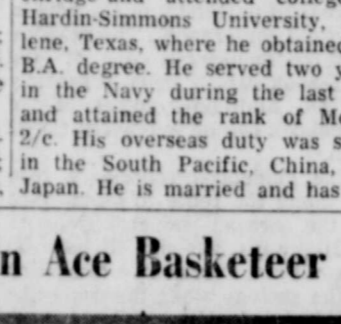 Hardin-Simmons University,
lene, Texas, where he obtained
B.A. degree. He served two
in the Navy during the last
and attained the rank of
2/c. His overseas duty was
in the South Pacific, China,
Japan. He is married and has
n Ace Basketeer